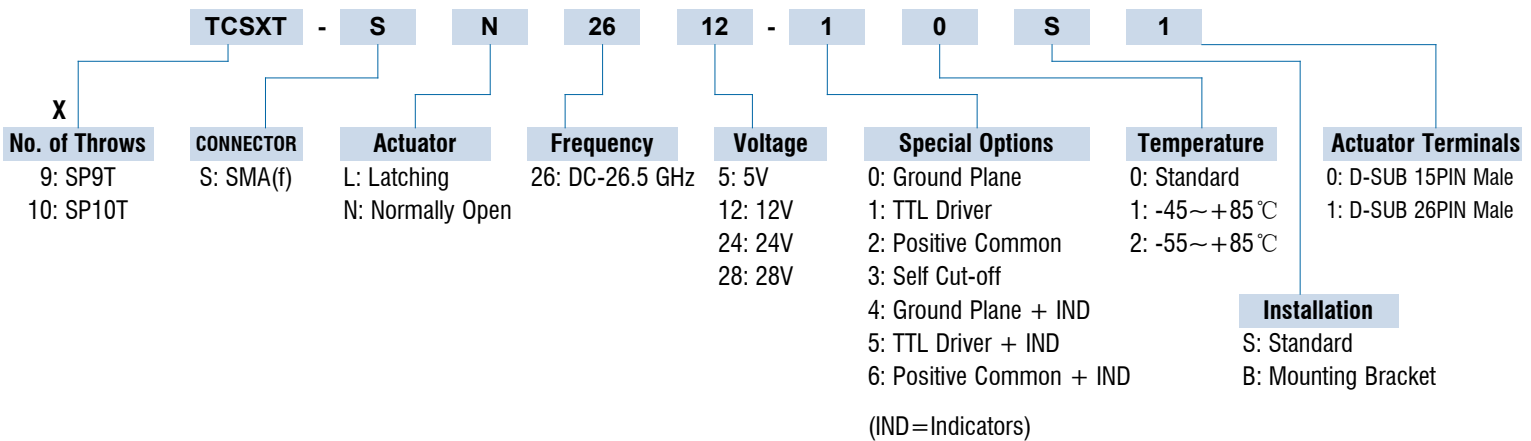 TCSXT - S N 26 12 - 1 0 S 1
X
No. of Throws
9: SP9T
10: SP10T
CONNECTOR
S: SMA(f)
Actuator
L: Latching
N: Normally Open
Frequency
26: DC-26.5 GHz
Voltage
5: 5V
12: 12V
24: 24V
28: 28V
Special Options
0: Ground Plane
1: TTL Driver
2: Positive Common
3: Self Cut-off
4: Ground Plane + IND
5: TTL Driver + IND
6: Positive Common + IND
(IND=Indicators)
Temperature
0: Standard
1: -45~+85℃
2: -55~+85℃
Installation
S: Standard
B: Mounting Bracket
Actuator Terminals
0: D-SUB 15PIN Male
1: D-SUB 26PIN Male